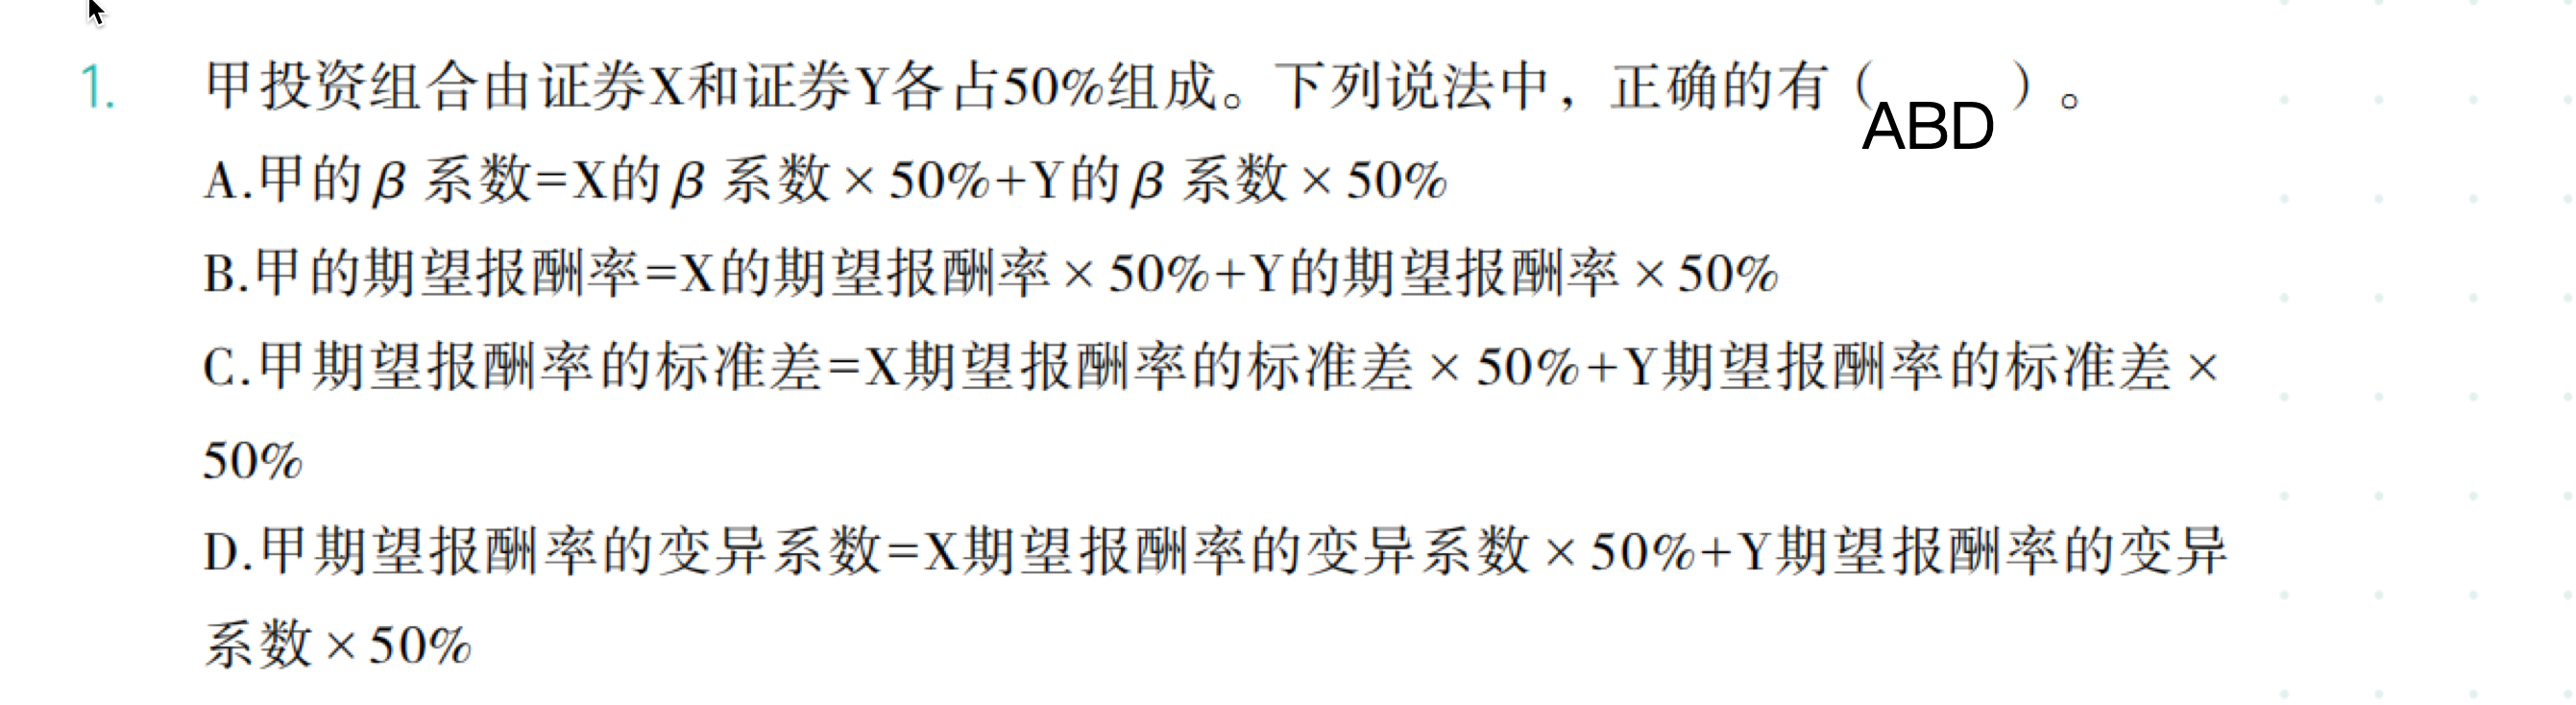 1. 甲投资组合由证券X和证券Y各占50%组成。下列说法中，正确的有（ ABD ）。
A.甲的β系数=X的β系数×50%+Y的β系数×50%
B.甲的期望报酬率=X的期望报酬率×50%+Y的期望报酬率×50%
C.甲期望报酬率的标准差=X期望报酬率的标准差×50%+Y期望报酬率的标准差×
50%
D.甲期望报酬率的变异系数=X期望报酬率的变异系数×50%+Y期望报酬率的变异
系数×50%